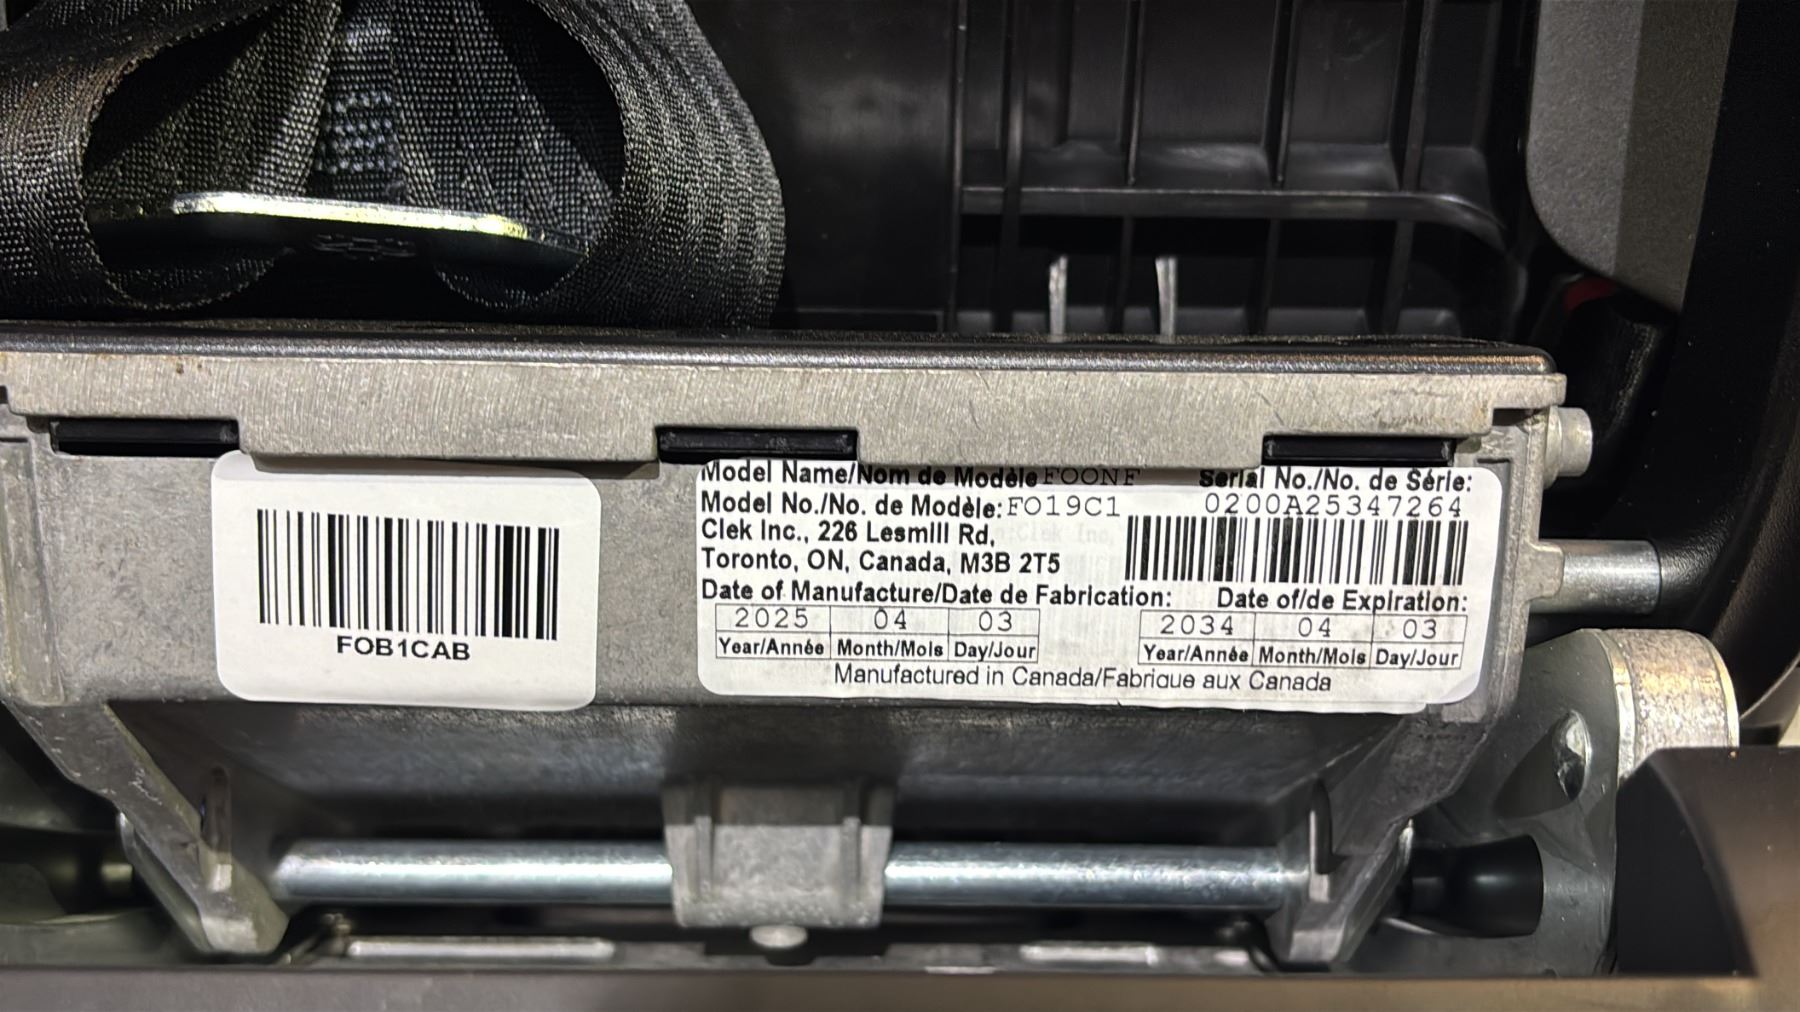 FOB1CAB
Model Name/Nom de Modèle FOONF
Model No./No. de Modèle: FO19C1
Clek Inc., 226 Lesmill Rd,
Toronto, ON, Canada, M3B 2T5
Serial No./No. de Série:
0200A25347264
Date of Manufacture/Date de Fabrication:
2025 04 03
Year/Année Month/Mois Day/Jour
Date of/de Expiration:
2034 04 03
Year/Année Month/Mois Day/Jour
Manufactured in Canada/Fabrique aux Canada